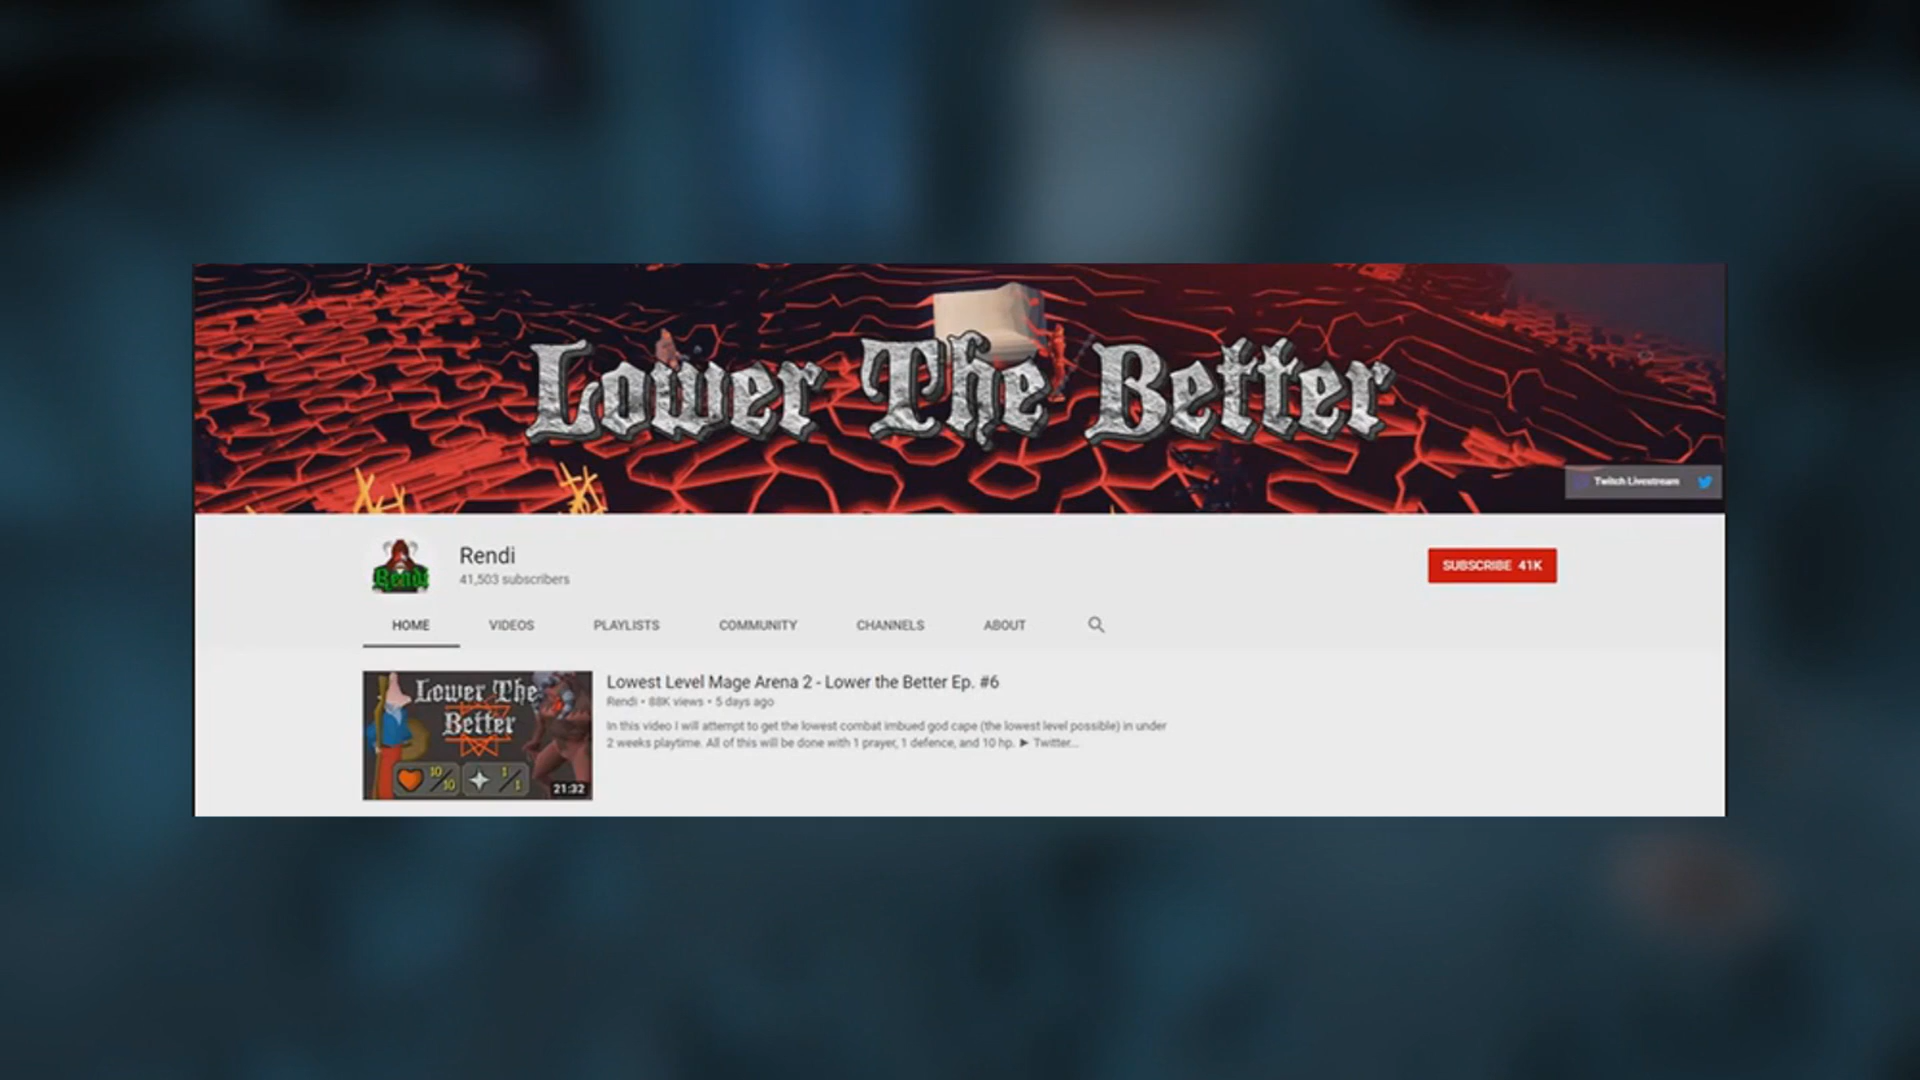 Lower The Better
Twitch Livestream
Rendi
Rendi
41,503 subscribers
SUBSCRIBE 41K
HOME VIDEOS PLAYLISTS COMMUNITY CHANNELS ABOUT
Lower The
Better
10/10 1/1
21:32
Lowest Level Mage Arena 2 - Lower the Better Ep. #6
Rendi • 88K views • 5 days ago
In this video I will attempt to get the lowest combat imbued god cape (the lowest level possible) in under
2 weeks playtime. All of this will be done with 1 prayer, 1 defence, and 10 hp. ► Twitter...